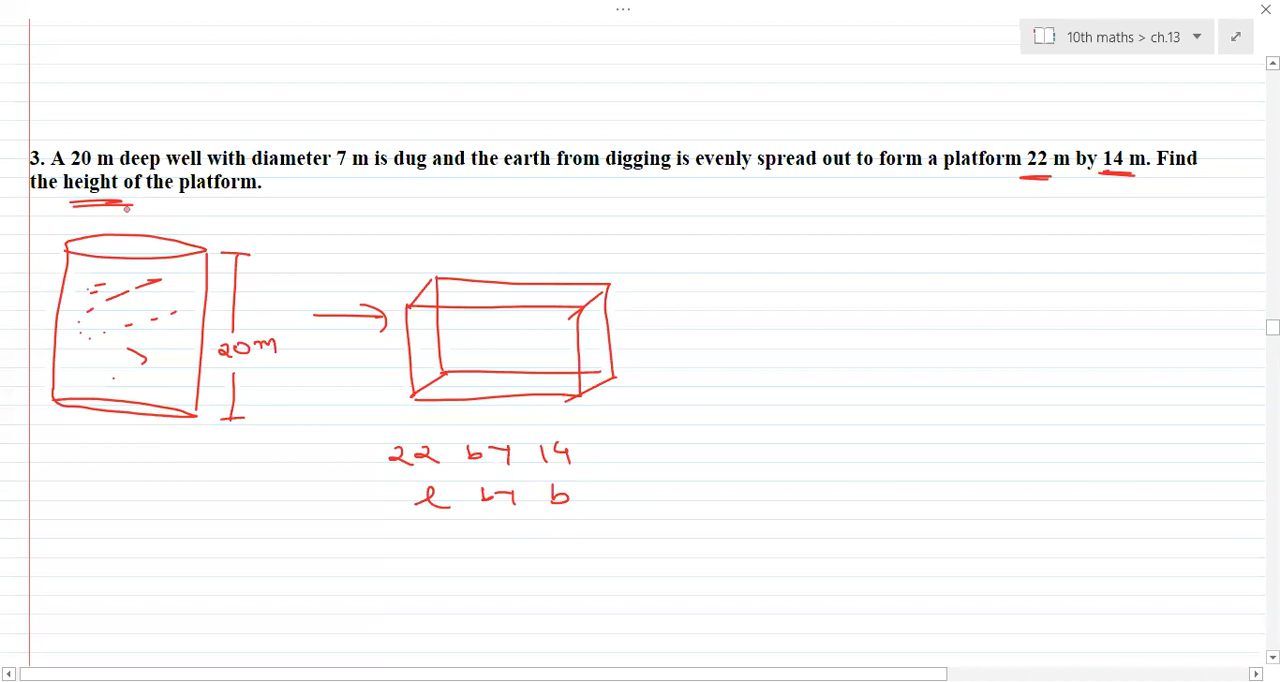 10th maths > ch.13
3. A 20 m deep well with diameter 7 m is dug and the earth from digging is evenly spread out to form a platform 22 m by 14 m. Find
the height of the platform.
20m
22 by 14
l by b